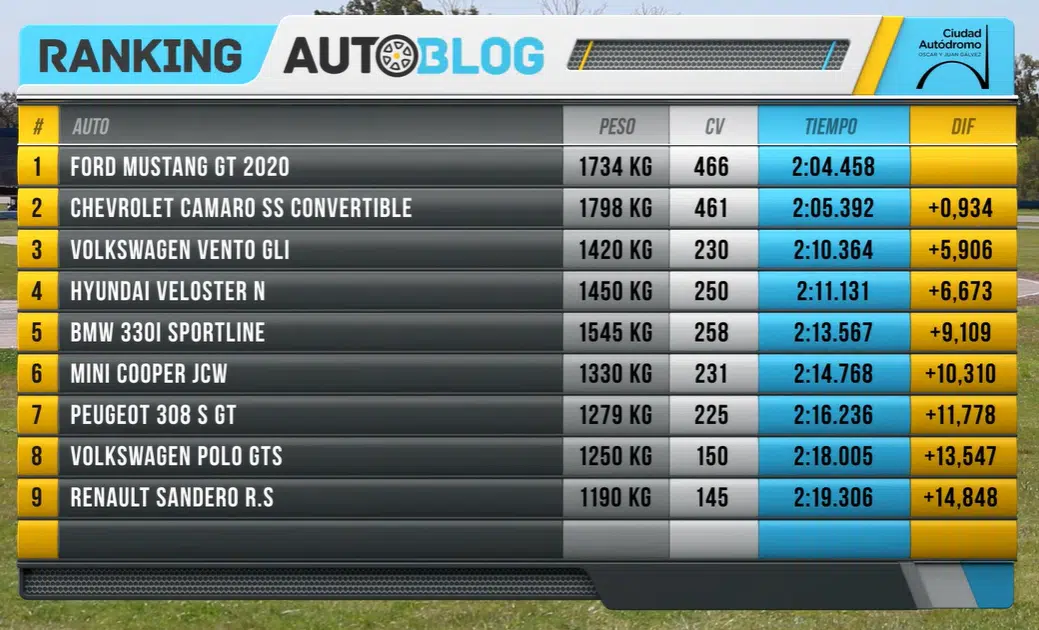 RANKING AUTOBLOG
Ciudad
Autódromo
OSCAR Y JUAN GÁLVEZ
# AUTO PESO CV TIEMPO DIF
1 FORD MUSTANG GT 2020 1734 KG 466 2:04.458
2 CHEVROLET CAMARO SS CONVERTIBLE 1798 KG 461 2:05.392 +0,934
3 VOLKSWAGEN VENTO GLI 1420 KG 230 2:10.364 +5,906
4 HYUNDAI VELOSTER N 1450 KG 250 2:11.131 +6,673
5 BMW 330I SPORTLINE 1545 KG 258 2:13.567 +9,109
6 MINI COOPER JCW 1330 KG 231 2:14.768 +10,310
7 PEUGEOT 308 S GT 1279 KG 225 2:16.236 +11,778
8 VOLKSWAGEN POLO GTS 1250 KG 150 2:18.005 +13,547
9 RENAULT SANDERO R.S 1190 KG 145 2:19.306 +14,848